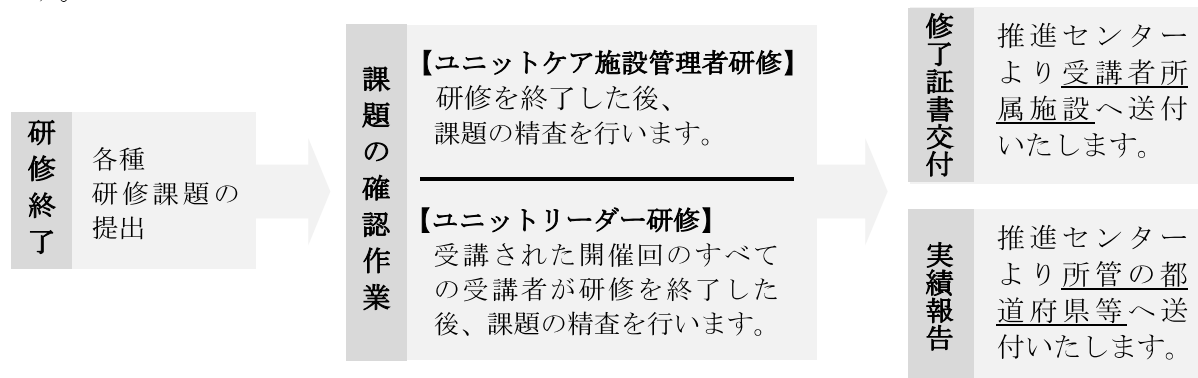 す。
研修終了
各種
研修課題の
提出
課題の確認作業
【ユニットケア施設管理者研修】
研修を終了した後、
課題の精査を行います。
【ユニットリーダー研修】
受講された開催回のすべて
の受講者が研修を終了した
後、課題の精査を行います。
修了証書交付
推進センター
より受講者所
属施設へ送付
いたします。
実績報告
推進センター
より所管の都
道府県等へ送
付いたします。